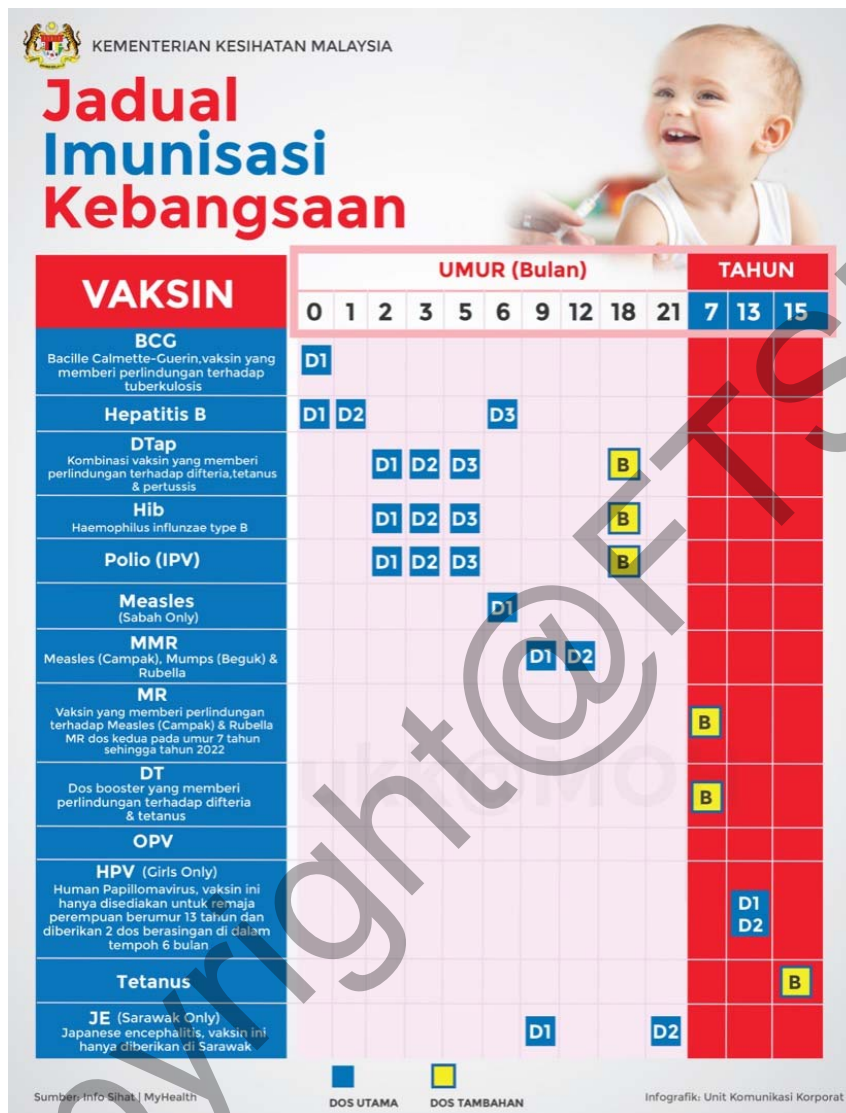 KEMENTERIAN KESIHATAN MALAYSIA
Jadual
Imunisasi
Kebangsaan
VAKSIN
UMUR (Bulan)
TAHUN
0 1 2 3 5 6 9 12 18 21 7 13 15
BCG
Bacille Calmette-Guerin,vaksin yang
memberi perlindungan terhadap
tuberkulosis
D1
Hepatitis B
D1 D2 D3
DTap
Kombinasi vaksin yang memberi
perlindungan terhadap difteria,tetanus
& pertussis
D1 D2 D3 B
Hib
Haemophilus influnzae type B
D1 D2 D3 B
Polio (IPV)
D1 D2 D3 B
Measles
(Sabah Only)
D1
MMR
Measles (Campak), Mumps (Beguk) &
Rubella
D1 D2
MR
Vaksin yang memberi perlindungan
terhadap Measles (Campak) & Rubella
MR dos kedua pada umur 7 tahun
sehingga tahun 2022
B
DT
Dos booster yang memberi
perlindungan terhadap difteria
& tetanus
B
OPV
HPV (Girls Only)
Human Papillomavirus, vaksin ini
hanya disediakan untuk remaja
perempuan berumur 13 tahun dan
diberikan 2 dos berasingan di dalam
tempoh 6 bulan
D1
D2
Tetanus
B
JE (Sarawak Only)
Japanese encephalitis, vaksin ini
hanya diberikan di Sarawak
D1 D2
Sumber: Info Sihat | MyHealth
DOS UTAMA
DOS TAMBAHAN
Infografik: Unit Komunikasi Korporat